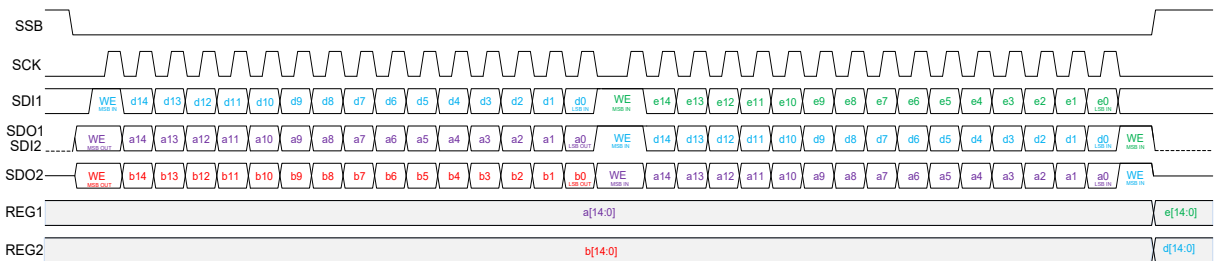 SSB
SCK
SDI1 WE MSB IN d14 d13 d12 d11 d10 d9 d8 d7 d6 d5 d4 d3 d2 d1 d0 LSB IN WE MSB IN e14 e13 e12 e11 e10 e9 e8 e7 e6 e5 e4 e3 e2 e1 e0 LSB IN
SDO1 SDI2 WE MSB OUT a14 a13 a12 a11 a10 a9 a8 a7 a6 a5 a4 a3 a2 a1 a0 LSB OUT WE MSB IN d14 d13 d12 d11 d10 d9 d8 d7 d6 d5 d4 d3 d2 d1 d0 LSB IN WE MSB IN
SDO2 WE MSB OUT b14 b13 b12 b11 b10 b9 b8 b7 b6 b5 b4 b3 b2 b1 b0 LSB OUT WE MSB IN a14 a13 a12 a11 a10 a9 a8 a7 a6 a5 a4 a3 a2 a1 a0 LSB IN WE MSB IN
REG1 a[14:0] e[14:0]
REG2 b[14:0] d[14:0]